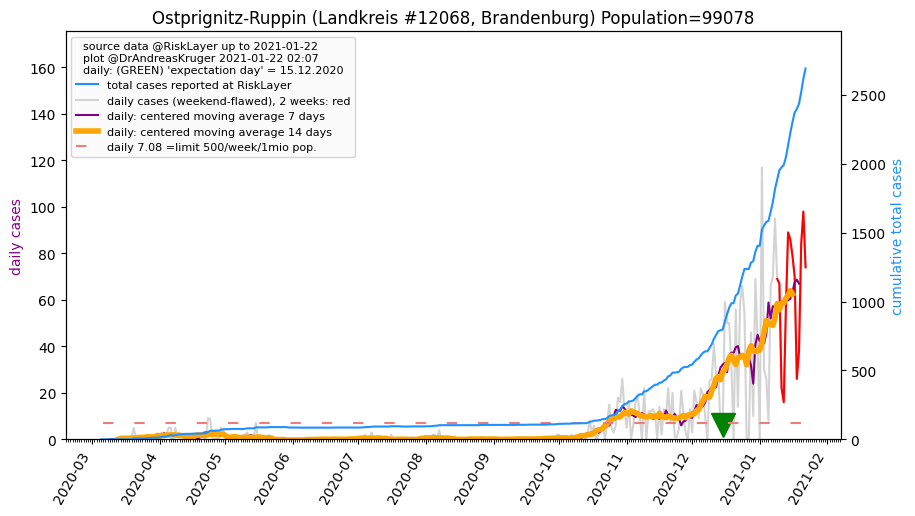 Ostprignitz-Ruppin (Landkreis #12068, Brandenburg) Population=99078
source data @RiskLayer up to 2021-01-22
plot @DrAndreasKruger 2021-01-22 02:07
daily: (GREEN) 'expectation day' = 15.12.2020
total cases reported at RiskLayer
daily cases (weekend-flawed), 2 weeks: red
daily: centered moving average 7 days
daily: centered moving average 14 days
daily 7.08 =limit 500/week/1mio pop.
daily cases
160
140
120
100
80
60
40
20
0
2500
2000
1500
1000
500
0
cumulative total cases
2020-03
2020-04
2020-05
2020-06
2020-07
2020-08
2020-09
2020-10
2020-11
2020-12
2021-01
2021-02